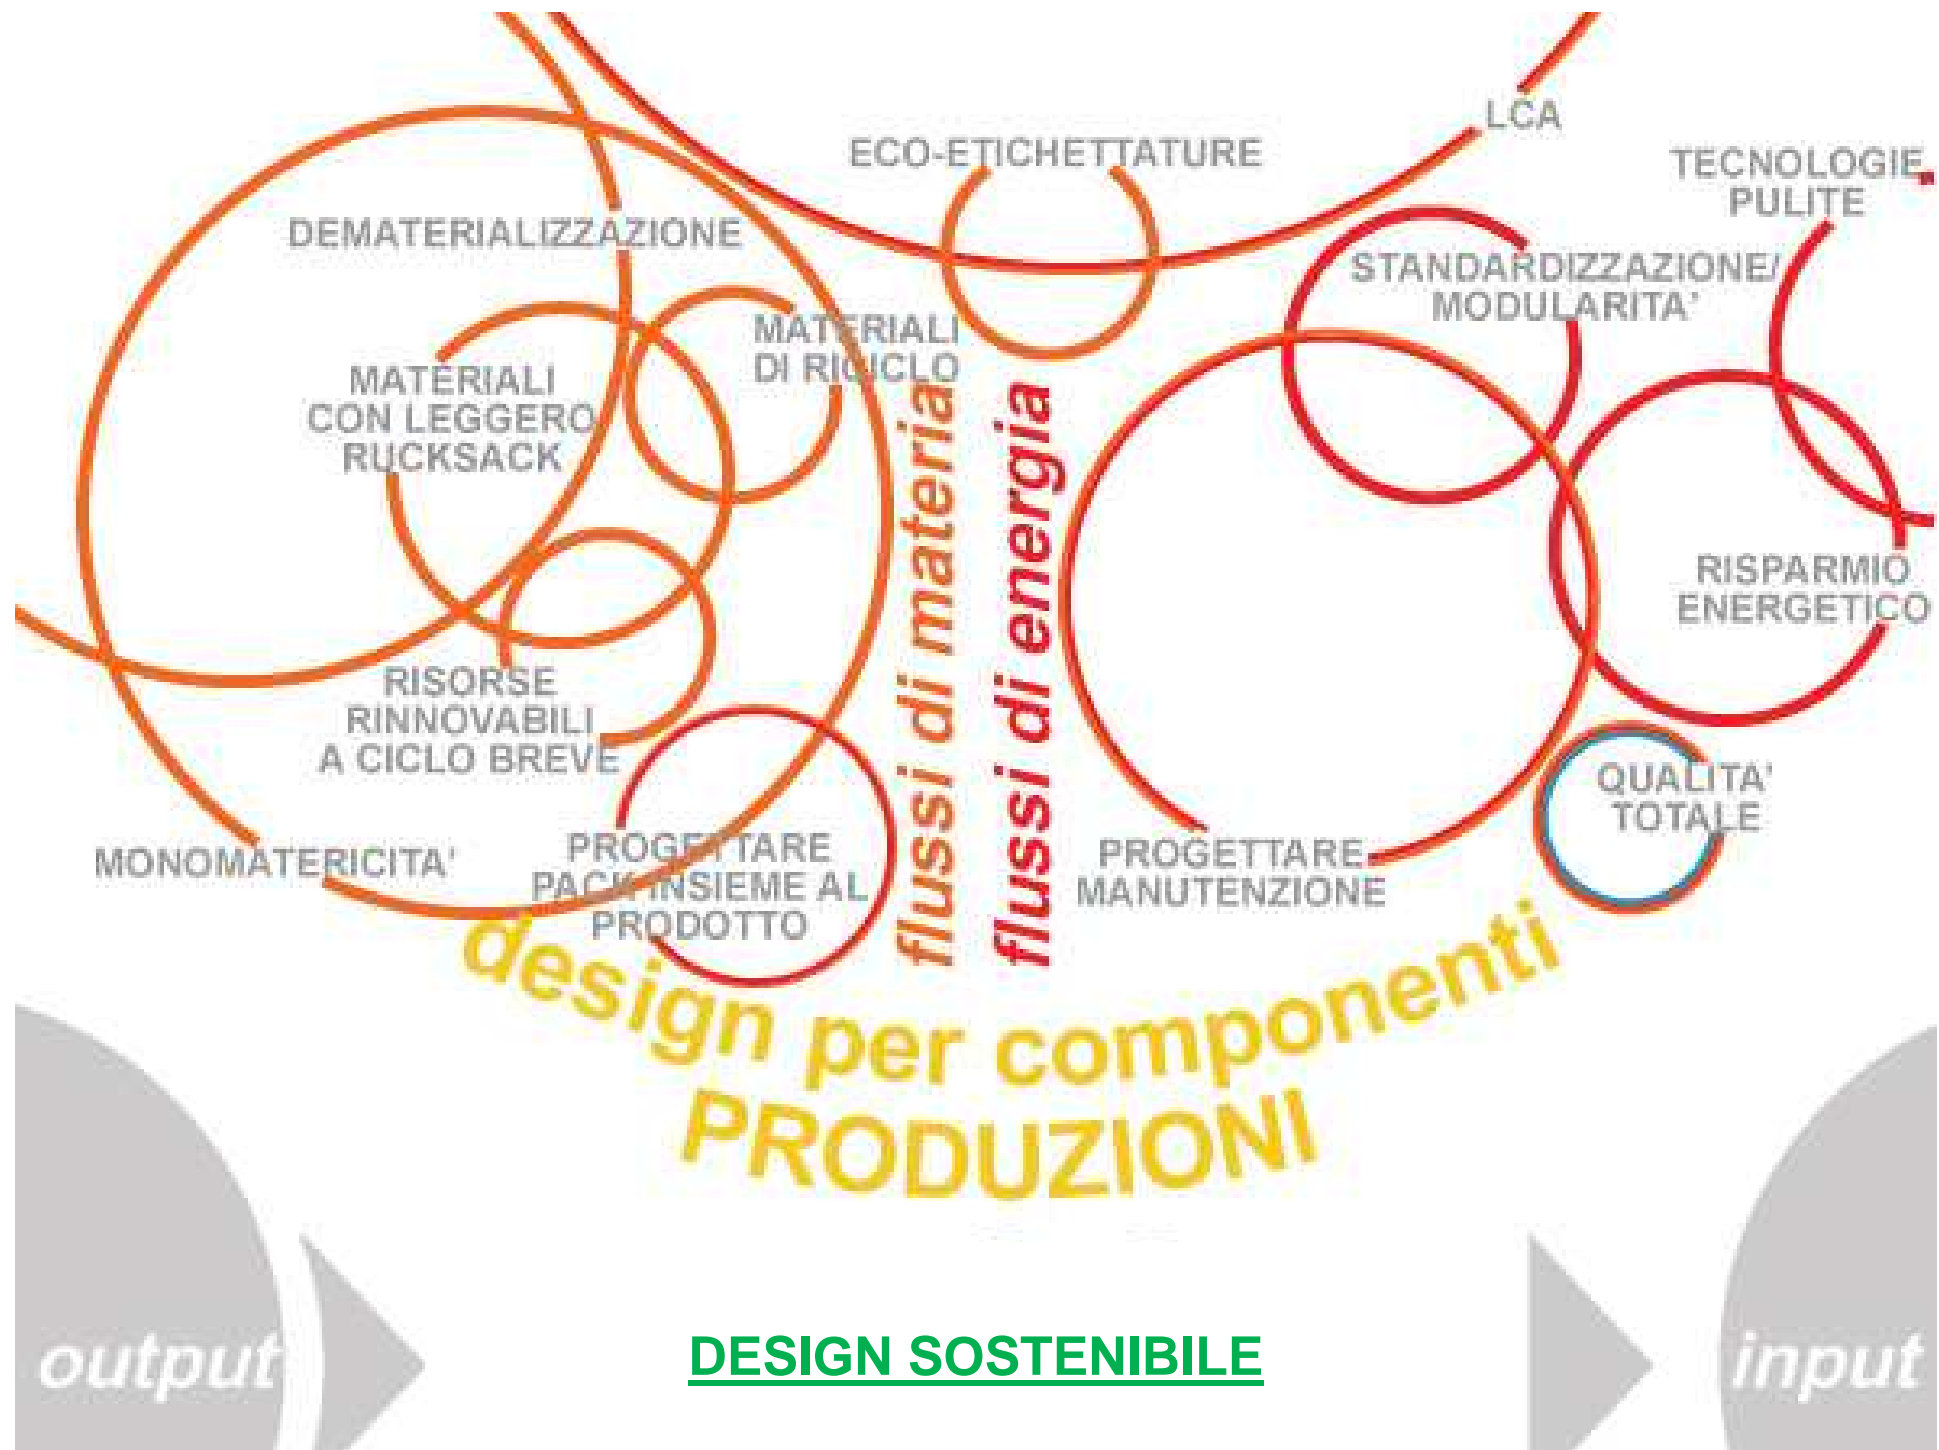 LCA
ECO-ETICHETTATURE
TECNOLOGIE
PULITE
DEMATERIALIZZAZIONE
STANDARDIZZAZIONE/
MODULARITA'
MATERIALI
DI RICICLO
MATERIALI
CON LEGGERO
RUCKSACK
flussi di materia
flussi di energia
RISPARMIO
ENERGETICO
RISORSE
RINNOVABILI
A CICLO BREVE
QUALITA'
TOTALE
MONOMATERICITA'
PROGETTARE
PACK INSIEME AL
PRODOTTO
PROGETTARE
MANUTENZIONE
design per componenti
PRODUZIONI
output
DESIGN SOSTENIBILE
input